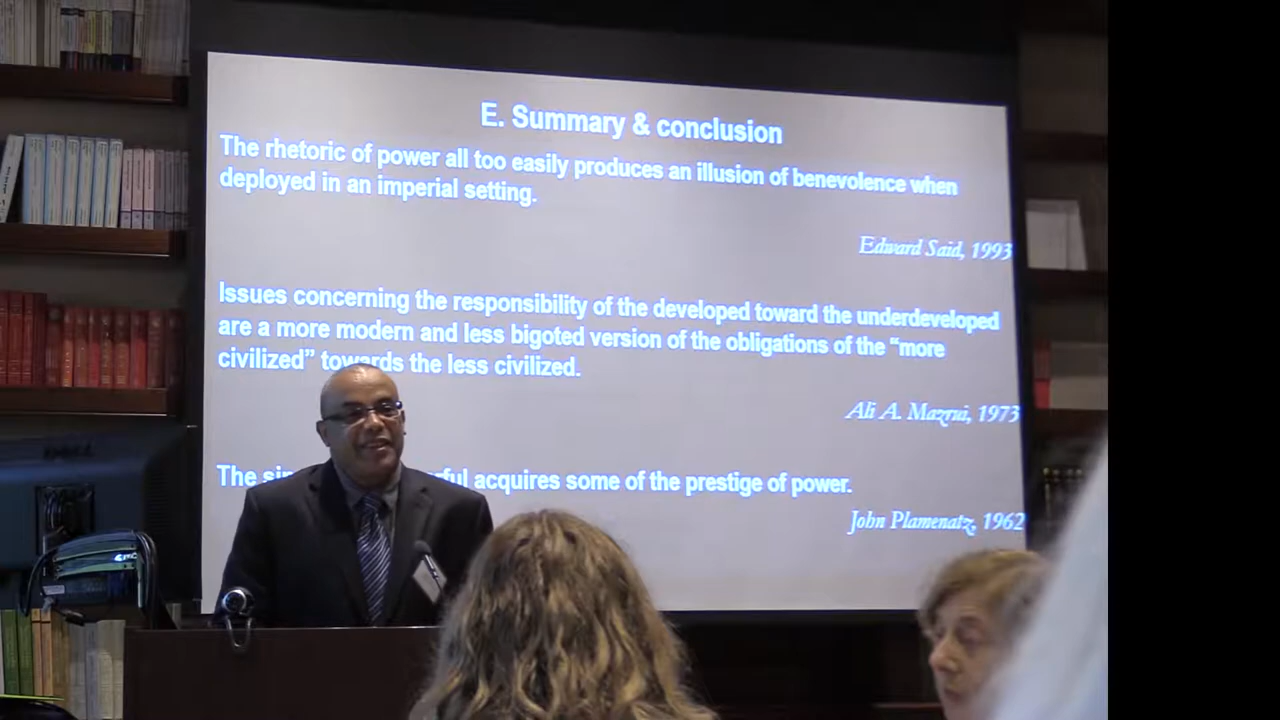 E. Summary & conclusion
The rhetoric of power all too easily produces an illusion of benevolence when
deployed in an imperial setting.
Edward Said, 1993
Issues concerning the responsibility of the developed toward the underdeveloped
are a more modern and less bigoted version of the obligations of the “more
civilized” towards the less civilized.
Ali A. Mazrui, 1973
The acquires some of the prestige of power.
John Plamenatz, 1962